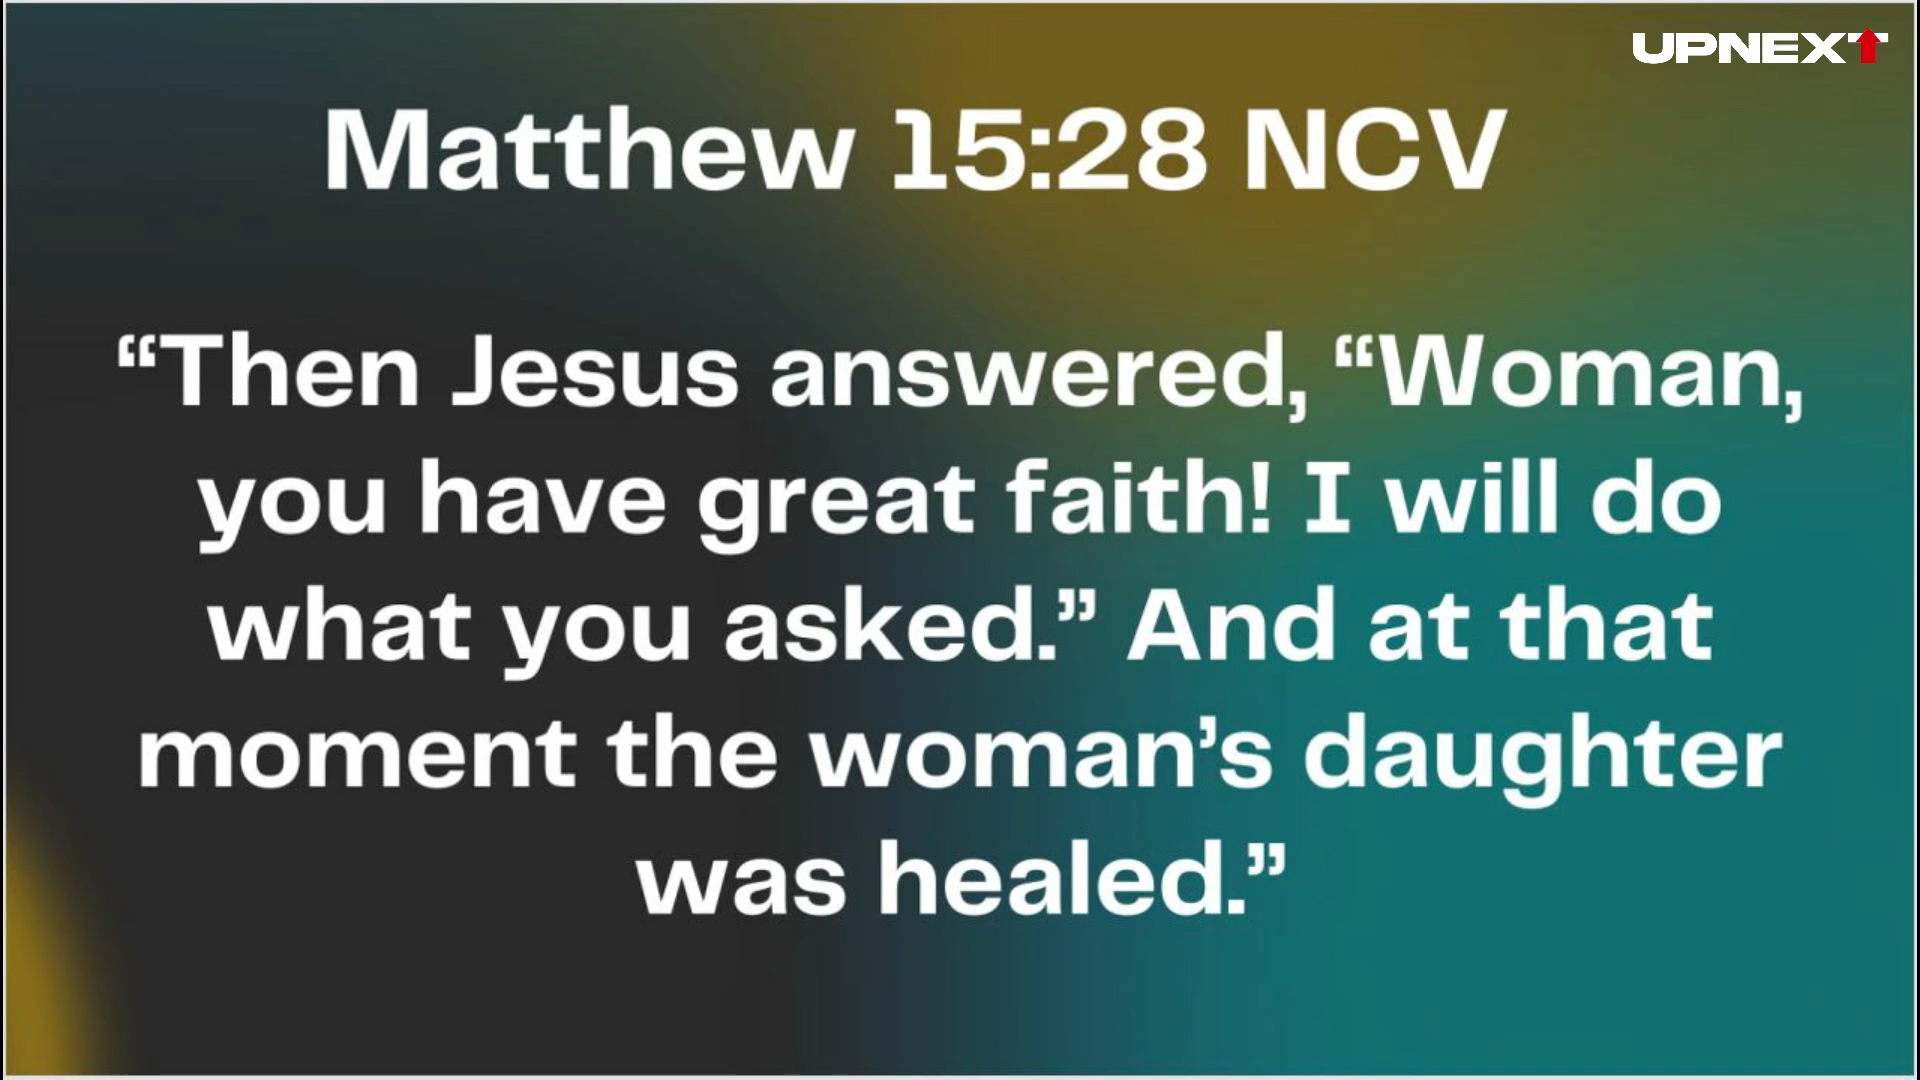 UPNEXT
Matthew 15:28 NCV
“Then Jesus answered, “Woman,
you have great faith! I will do
what you asked.” And at that
moment the woman’s daughter
was healed.”